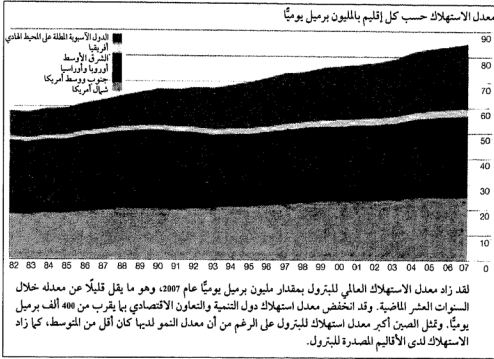 معدل الاستهلاك حسب كل إقليم بالمليون برميل يوميًّا
90
80
70
60
50
40
30
20
10
0
الدول الآسيوية المطلة على المحيط الهادي
أفريقيا
الشرق الأوسط
أوروبا وأوراسيا
جنوب ووسط أمريكا
شمال أمريكا
82 83 84 85 86 87 88 89 90 91 92 93 94 95 96 97 98 99 00 01 02 03 04 05 06 07
لقد زاد معدل الاستهلاك العالمي للبترول بمقدار مليون برميل يوميًّا عام 2007، وهو ما يقل قليلًا عن معدله خلال
السنوات العشر الماضية. وقد انخفض معدل استهلاك دول التنمية والتعاون الاقتصادي بما يقرب من 400 ألف برميل
يوميًّا. وتمثل الصين أكبر معدل استهلاك للبترول على الرغم من أن معدل النمو لديها كان أقل من المتوسط، كما زاد
الاستهلاك لدى الأقاليم المصدرة للبترول.